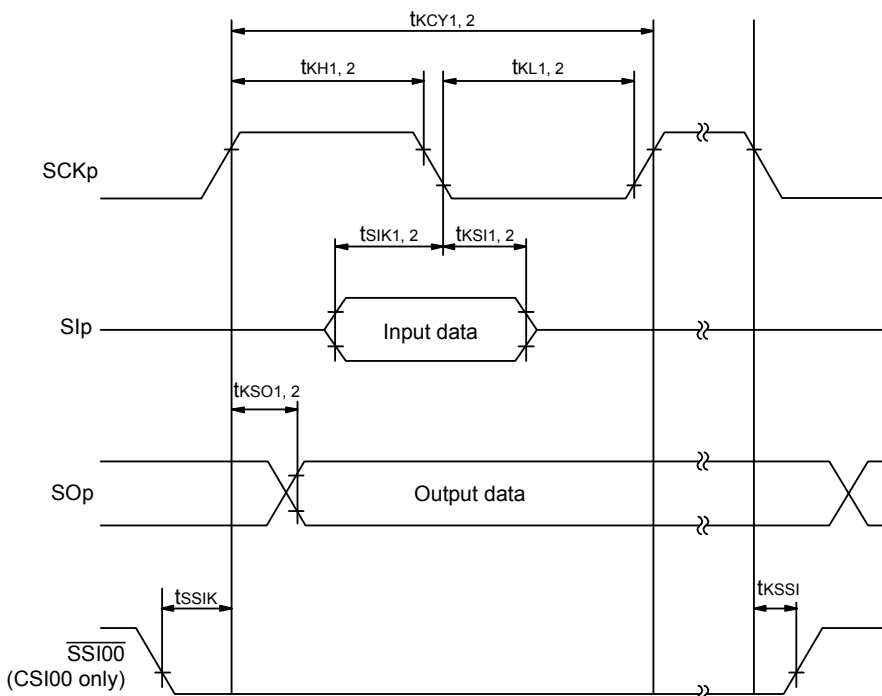 tKCY1, 2
tKH1, 2
tKL1, 2
SCKp
tSIK1, 2
tKSI1, 2
SIp
Input data
tKSO1, 2
SOp
Output data
tSSIK
tKSSI
SSI00
(CSI00 only)